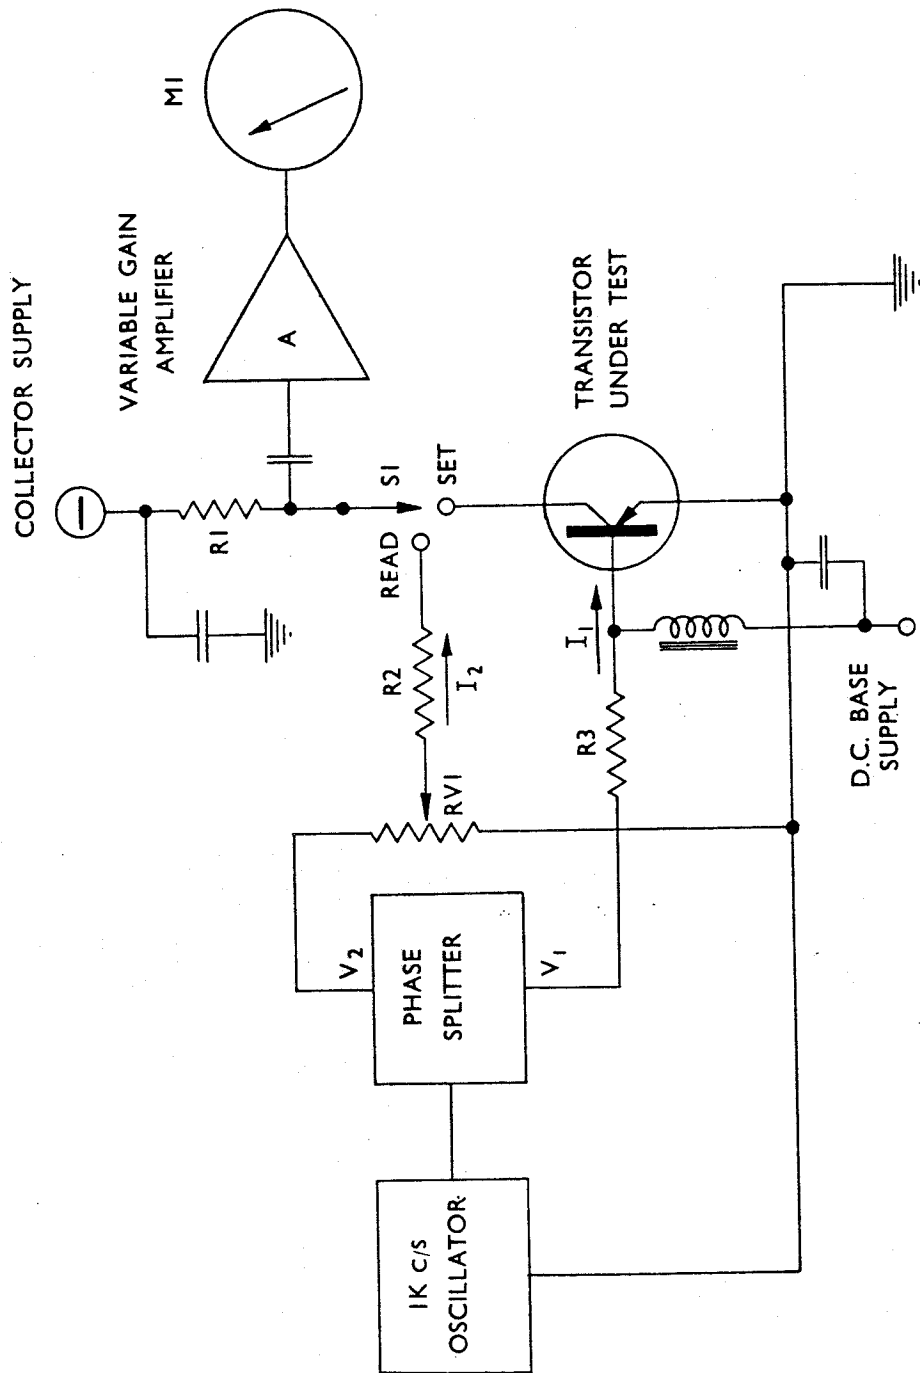 COLLECTOR SUPPLY
VARIABLE GAIN
AMPLIFIER
M1
A
R1
S1
READ
SET
R2
I2
RV1
V2
PHASE
SPLITTER
V1
1K C/S
OSCILLATOR
R3
I1
TRANSISTOR
UNDER TEST
D.C. BASE
SUPPLY